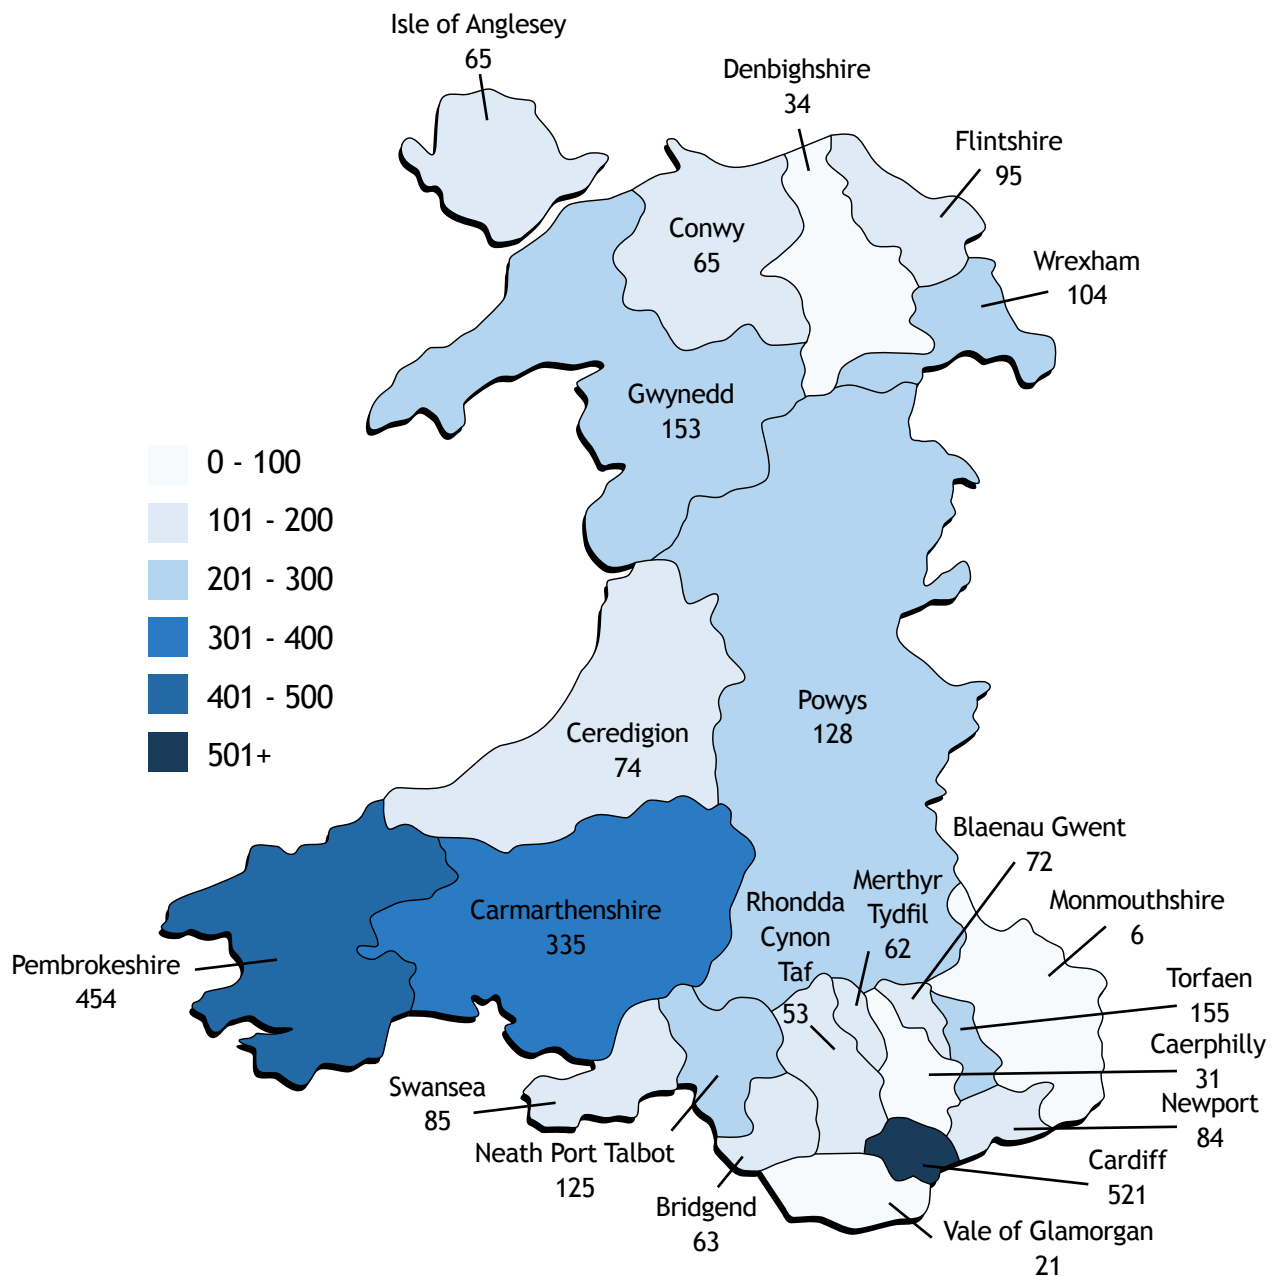 Isle of Anglesey
65
Denbighshire
34
Flintshire
95
Conwy
65
Wrexham
104
Gwynedd
153
0 - 100
101 - 200
201 - 300
301 - 400
401 - 500
501+
Powys
128
Ceredigion
74
Blaenau Gwent
72
Merthyr
Tydfil
62
Rhondda
Cynon
Taf
53
Monmouthshire
6
Carmarthenshire
335
Pembrokeshire
454
Torfaen
155
Caerphilly
31
Swansea
85
Newport
84
Neath Port Talbot
125
Cardiff
521
Bridgend
63
Vale of Glamorgan
21